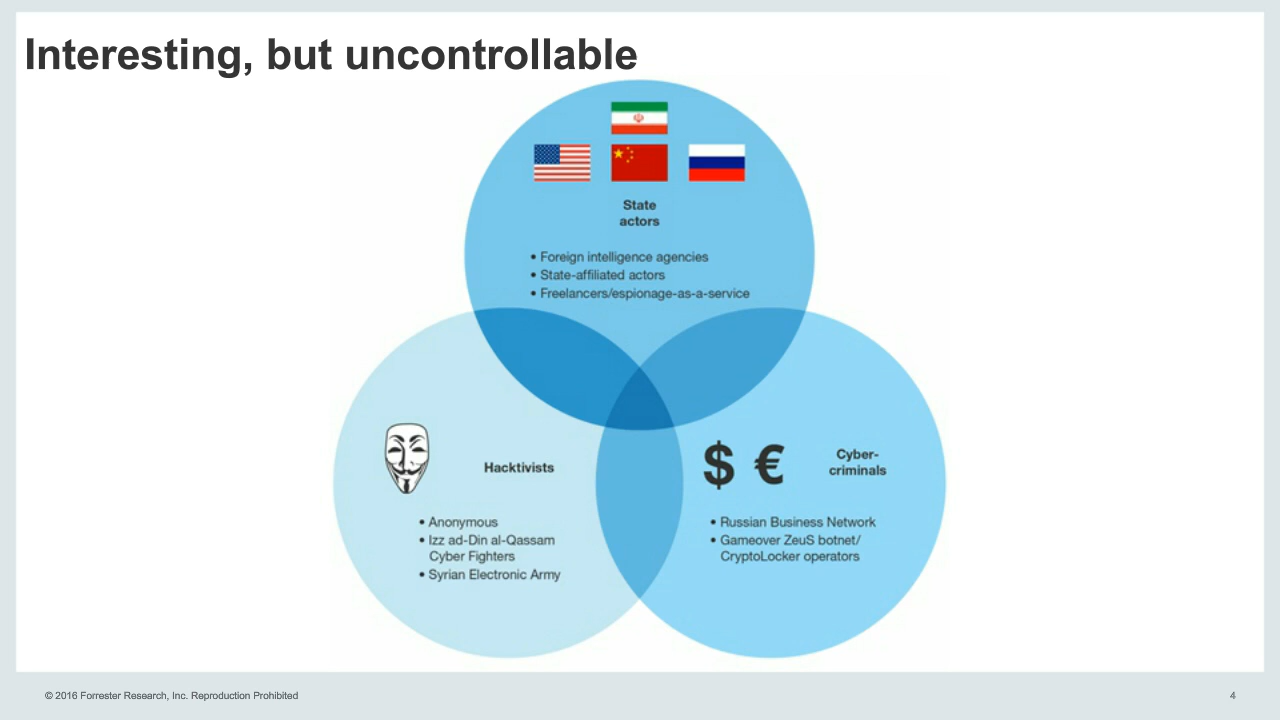 Interesting, but uncontrollable
State
actors
• Foreign intelligence agencies
• State-affiliated actors
• Freelancers/espionage-as-a-service
Hacktivists
• Anonymous
• Izz ad-Din al-Qassam
Cyber Fighters
• Syrian Electronic Army
$ €
Cyber-
criminals
• Russian Business Network
• Gameover ZeuS botnet/
CryptoLocker operators
© 2016 Forrester Research, Inc. Reproduction Prohibited
4